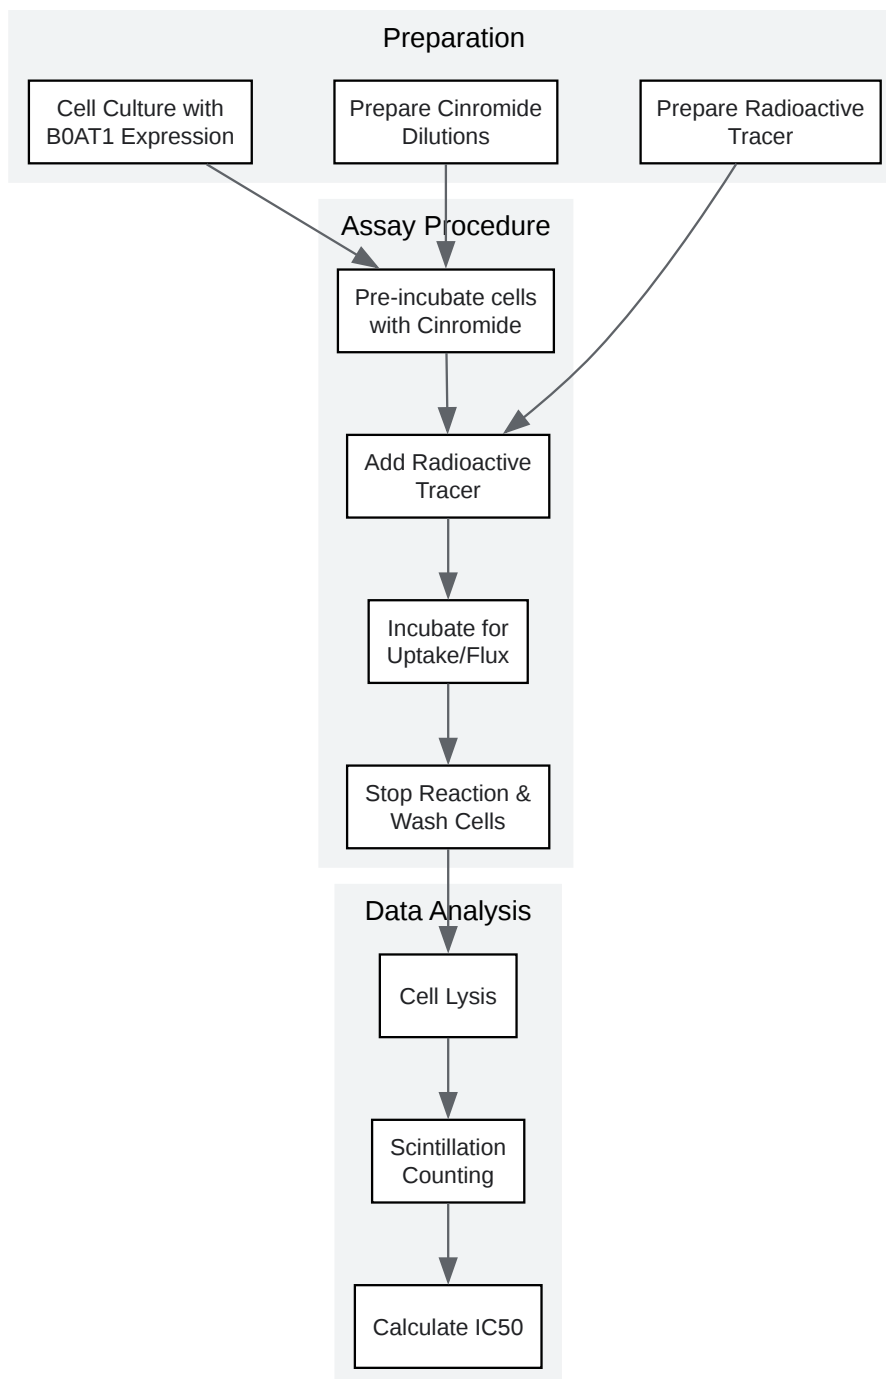 Preparation
Cell Culture with
B0AT1 Expression
Prepare Cinromide
Dilutions
Prepare Radioactive
Tracer
Assay Procedure
Pre-incubate cells
with Cinromide
Add Radioactive
Tracer
Incubate for
Uptake/Flux
Stop Reaction &
Wash Cells
Data Analysis
Cell Lysis
Scintillation
Counting
Calculate IC50